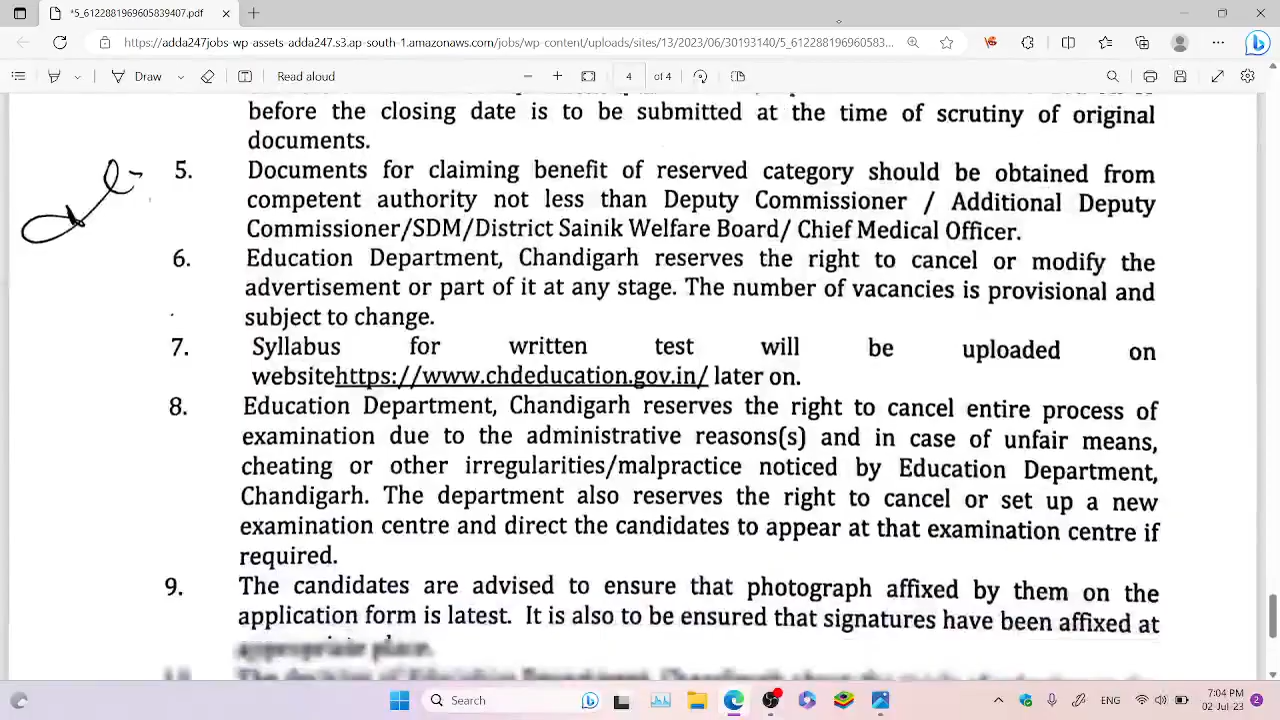 *5_6122081969605839407.pdf
https://adda247jobs-wp-assets-adda247.s3.ap-south-1.amazonaws.com/jobs/wp-content/uploads/sites/13/2023/06/30193140/5_612208196960583...
Draw
Read aloud
4 of 4
before the closing date is to be submitted at the time of scrutiny of original
documents.
5. Documents for claiming benefit of reserved category should be obtained from
competent authority not less than Deputy Commissioner / Additional Deputy
Commissioner/SDM/District Sainik Welfare Board/ Chief Medical Officer.
6. Education Department, Chandigarh reserves the right to cancel or modify the
advertisement or part of it at any stage. The number of vacancies is provisional and
subject to change.
7. Syllabus for written test will be uploaded on
websitehttps://www.chdeducation.gov.in/ later on.
8. Education Department, Chandigarh reserves the right to cancel entire process of
examination due to the administrative reasons(s) and in case of unfair means,
cheating or other irregularities/malpractice noticed by Education Department,
Chandigarh. The department also reserves the right to cancel or set up a new
examination centre and direct the candidates to appear at that examination centre if
required.
9. The candidates are advised to ensure that photograph affixed by them on the
application form is latest. It is also to be ensured that signatures have been affixed at
appropriate place.
Search
ENG
7:04 PM
02-Jul-23
2